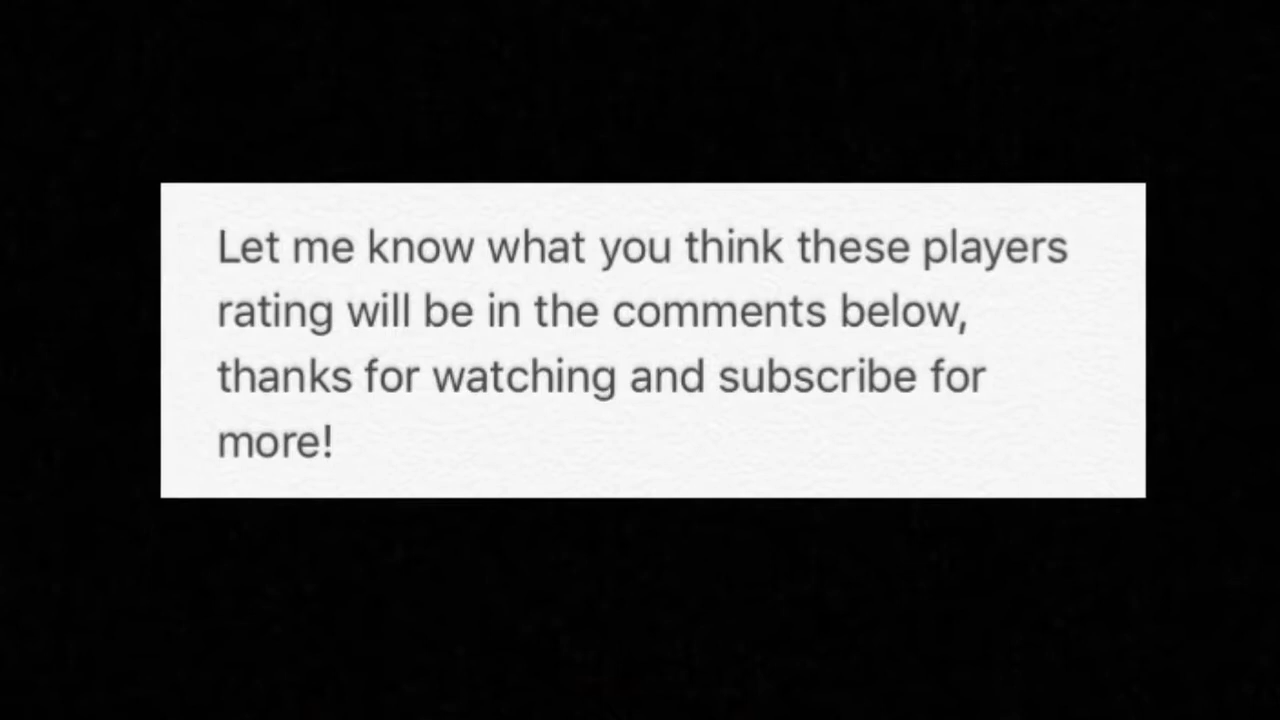 Let me know what you think these players
rating will be in the comments below,
thanks for watching and subscribe for
more!